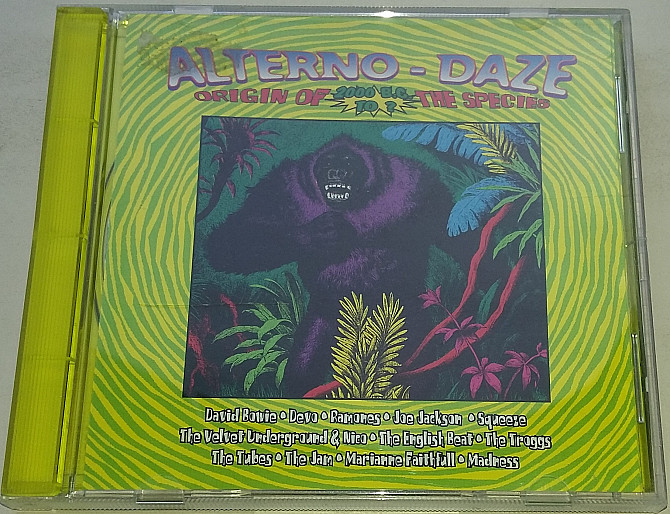 ALTERNO - DAZE
ORIGIN OF 2000 B.C. TO ? THE SPECIES
David Bowie • Devo • Ramones • Joe Jackson • Squeeze
The Velvet Underground & Nico • The English Beat • The Troggs
The Tubes • The Jam • Marianne Faithfull • Madness